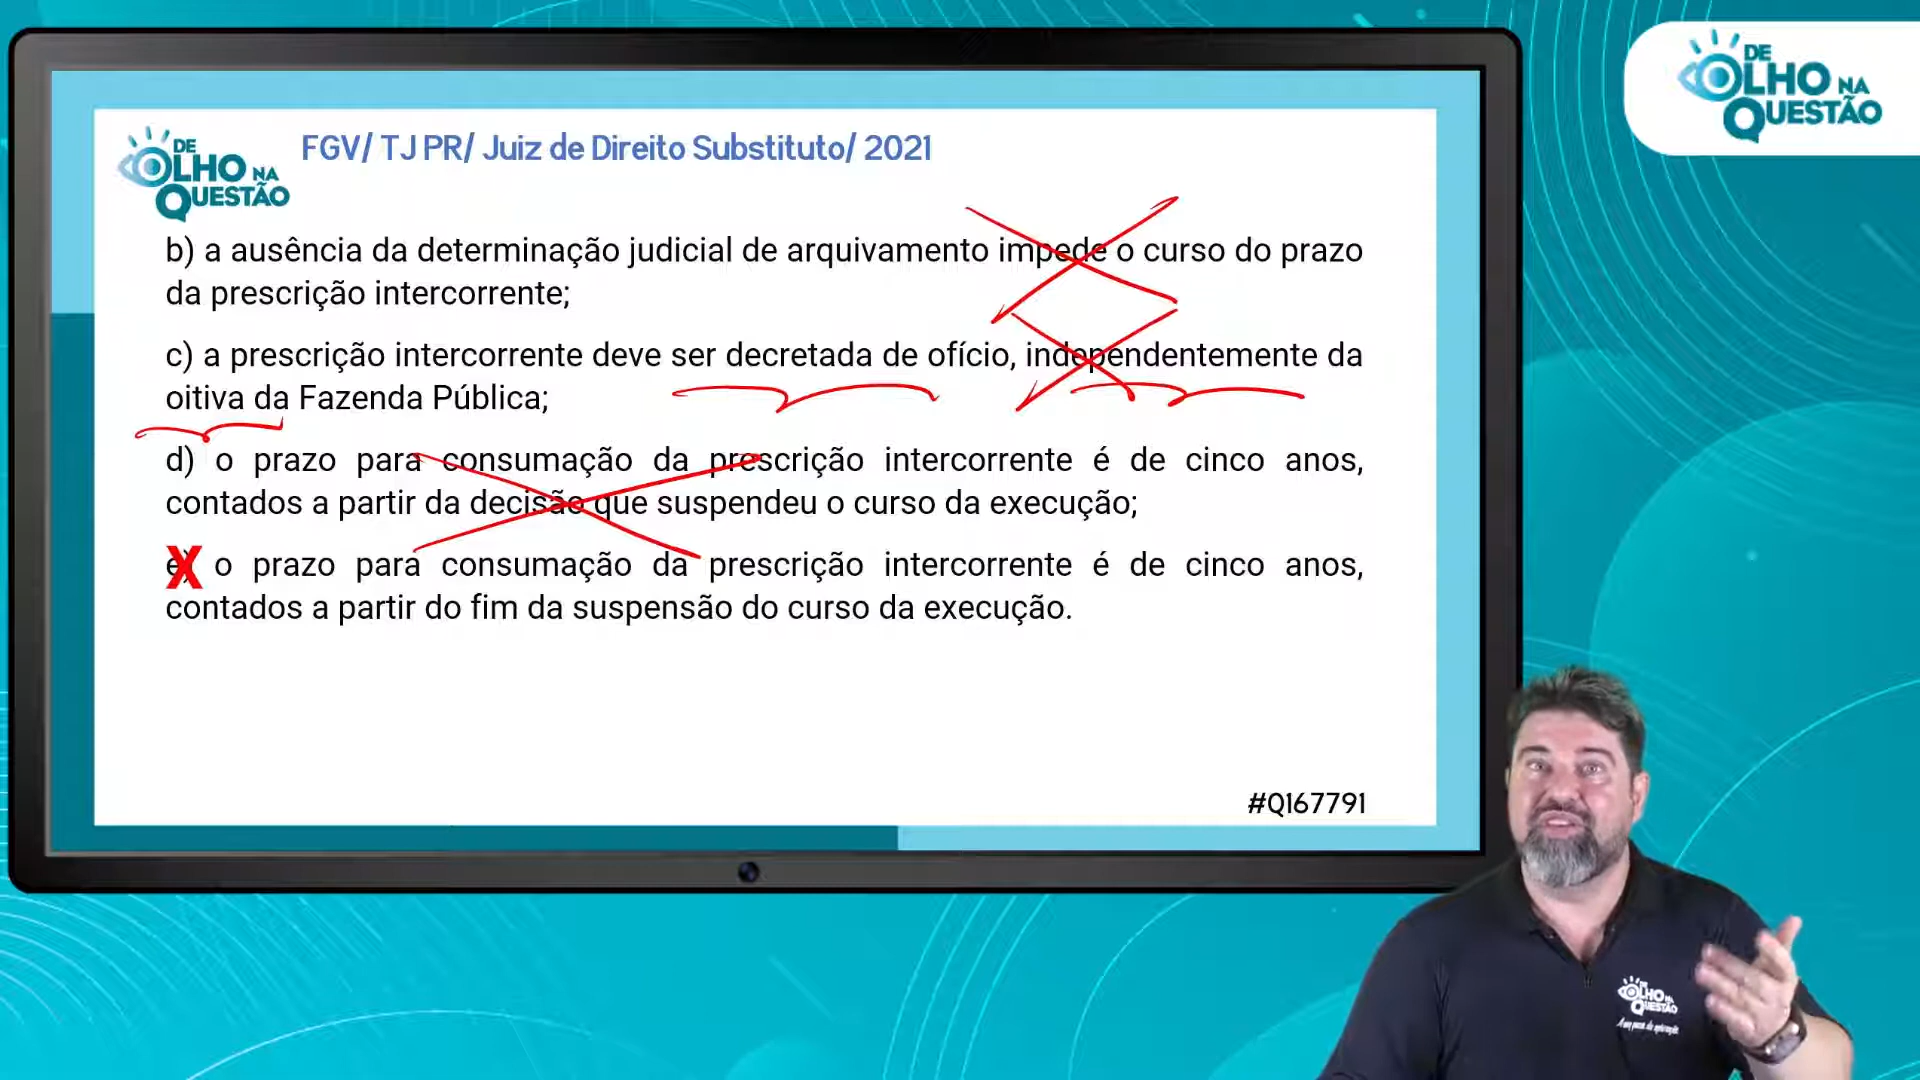 DE
OLHO NA
QUESTÃO
DE
OLHO NA
QUESTÃO
FGV/ TJ PR/ Juiz de Direito Substituto/ 2021
b) a ausência da determinação judicial de arquivamento impede o curso do prazo
da prescrição intercorrente;
c) a prescrição intercorrente deve ser decretada de ofício, independentemente da
oitiva da Fazenda Pública;
d) o prazo para consumação da prescrição intercorrente é de cinco anos,
contados a partir da decisão que suspendeu o curso da execução;
e) o prazo para consumação da prescrição intercorrente é de cinco anos,
contados a partir do fim da suspensão do curso da execução.
#Q167791
DE
OLHO NA
QUESTÃO